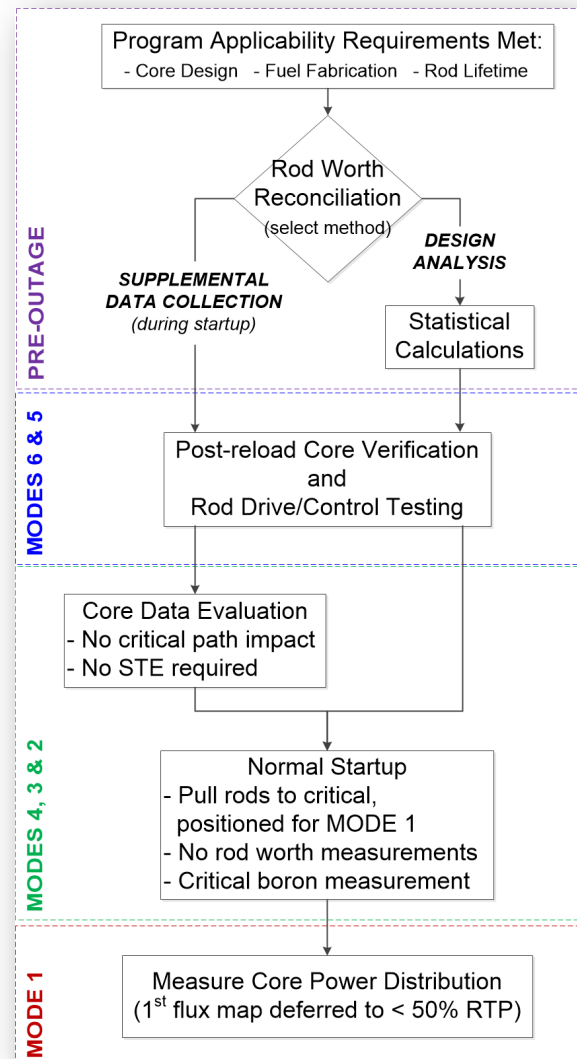 Program Applicability Requirements Met:
- Core Design - Fuel Fabrication - Rod Lifetime
Rod Worth
Reconciliation
(select method)
SUPPLEMENTAL
DATA COLLECTION
(during startup)
DESIGN
ANALYSIS
Statistical
Calculations
PRE-OUTAGE
Post-reload Core Verification
and
Rod Drive/Control Testing
MODES 6 & 5
Core Data Evaluation
- No critical path impact
- No STE required
Normal Startup
- Pull rods to critical,
positioned for MODE 1
- No rod worth measurements
- Critical boron measurement
MODES 4, 3 & 2
Measure Core Power Distribution
(1st flux map deferred to < 50% RTP)
MODE 1